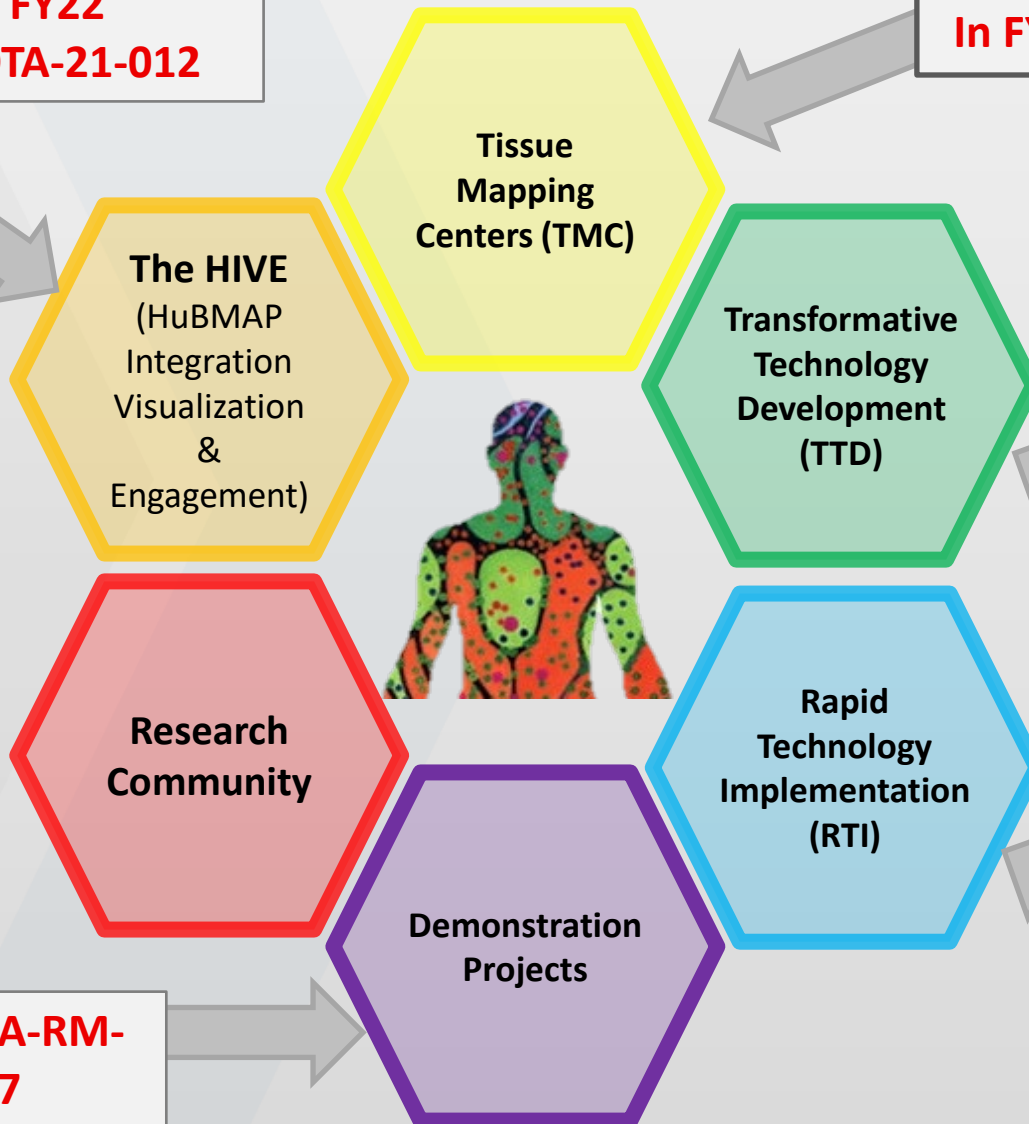 FY22
TA-21-012
In FY
Tissue
Mapping
Centers (TMC)
The HIVE
(HuBMAP
Integration
Visualization
&
Engagement)
Transformative
Technology
Development
(TTD)
Research
Community
Rapid
Technology
Implementation
(RTI)
Demonstration
Projects
A-RM-
7